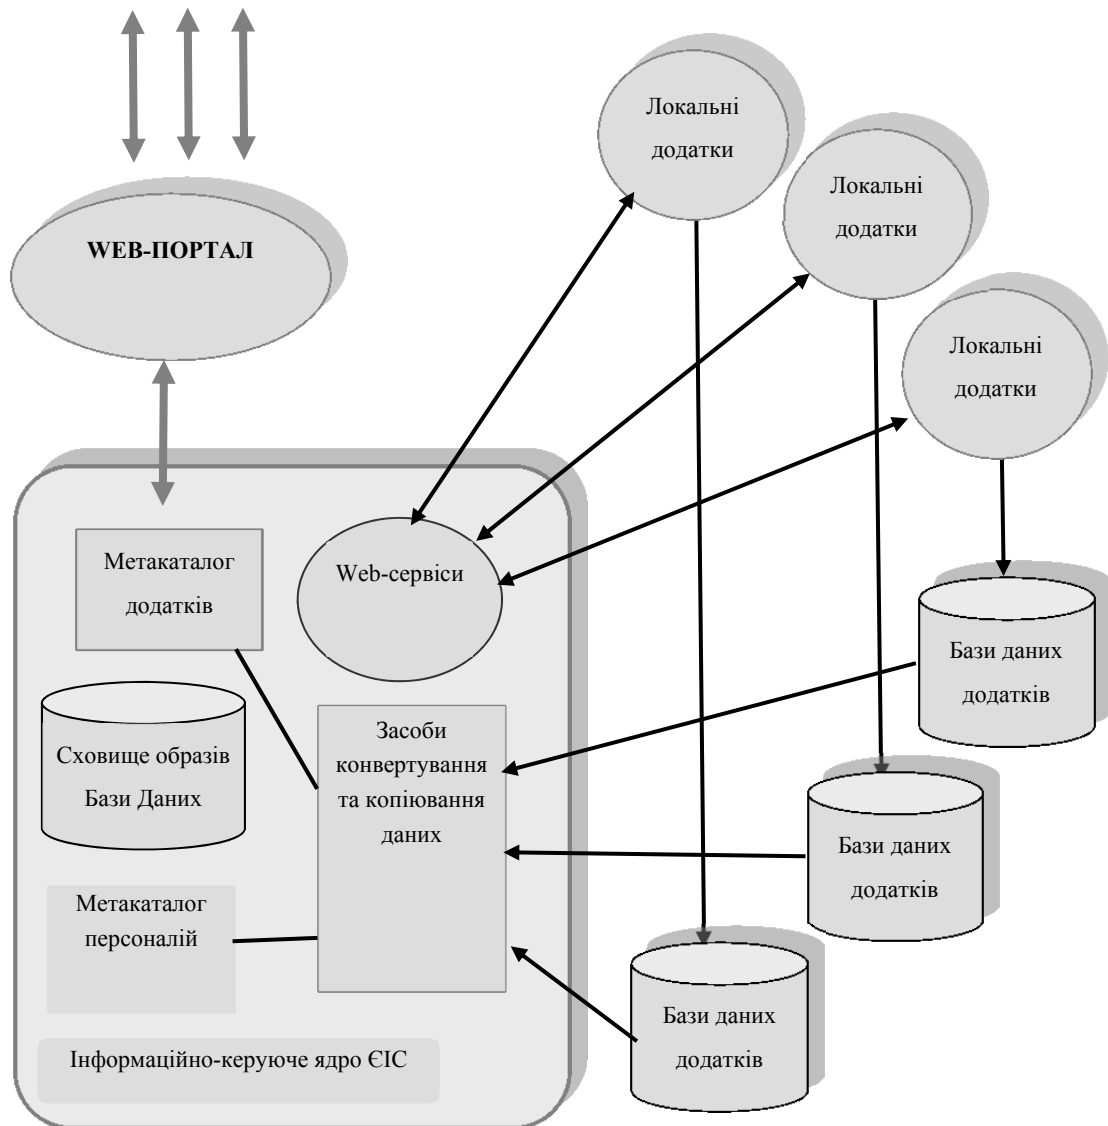 Локальні
додатки
Локальні
додатки
WEB-ПОРТАЛ
Локальні
додатки
Метакаталог
додатків
Web-сервіси
Бази даних
додатків
Сховище образів
Бази Даних
Засоби
конвертування
та копіювання
даних
Бази даних
додатків
Метакаталог
персоналій
Бази даних
додатків
Інформаційно-керуюче ядро ЄІС